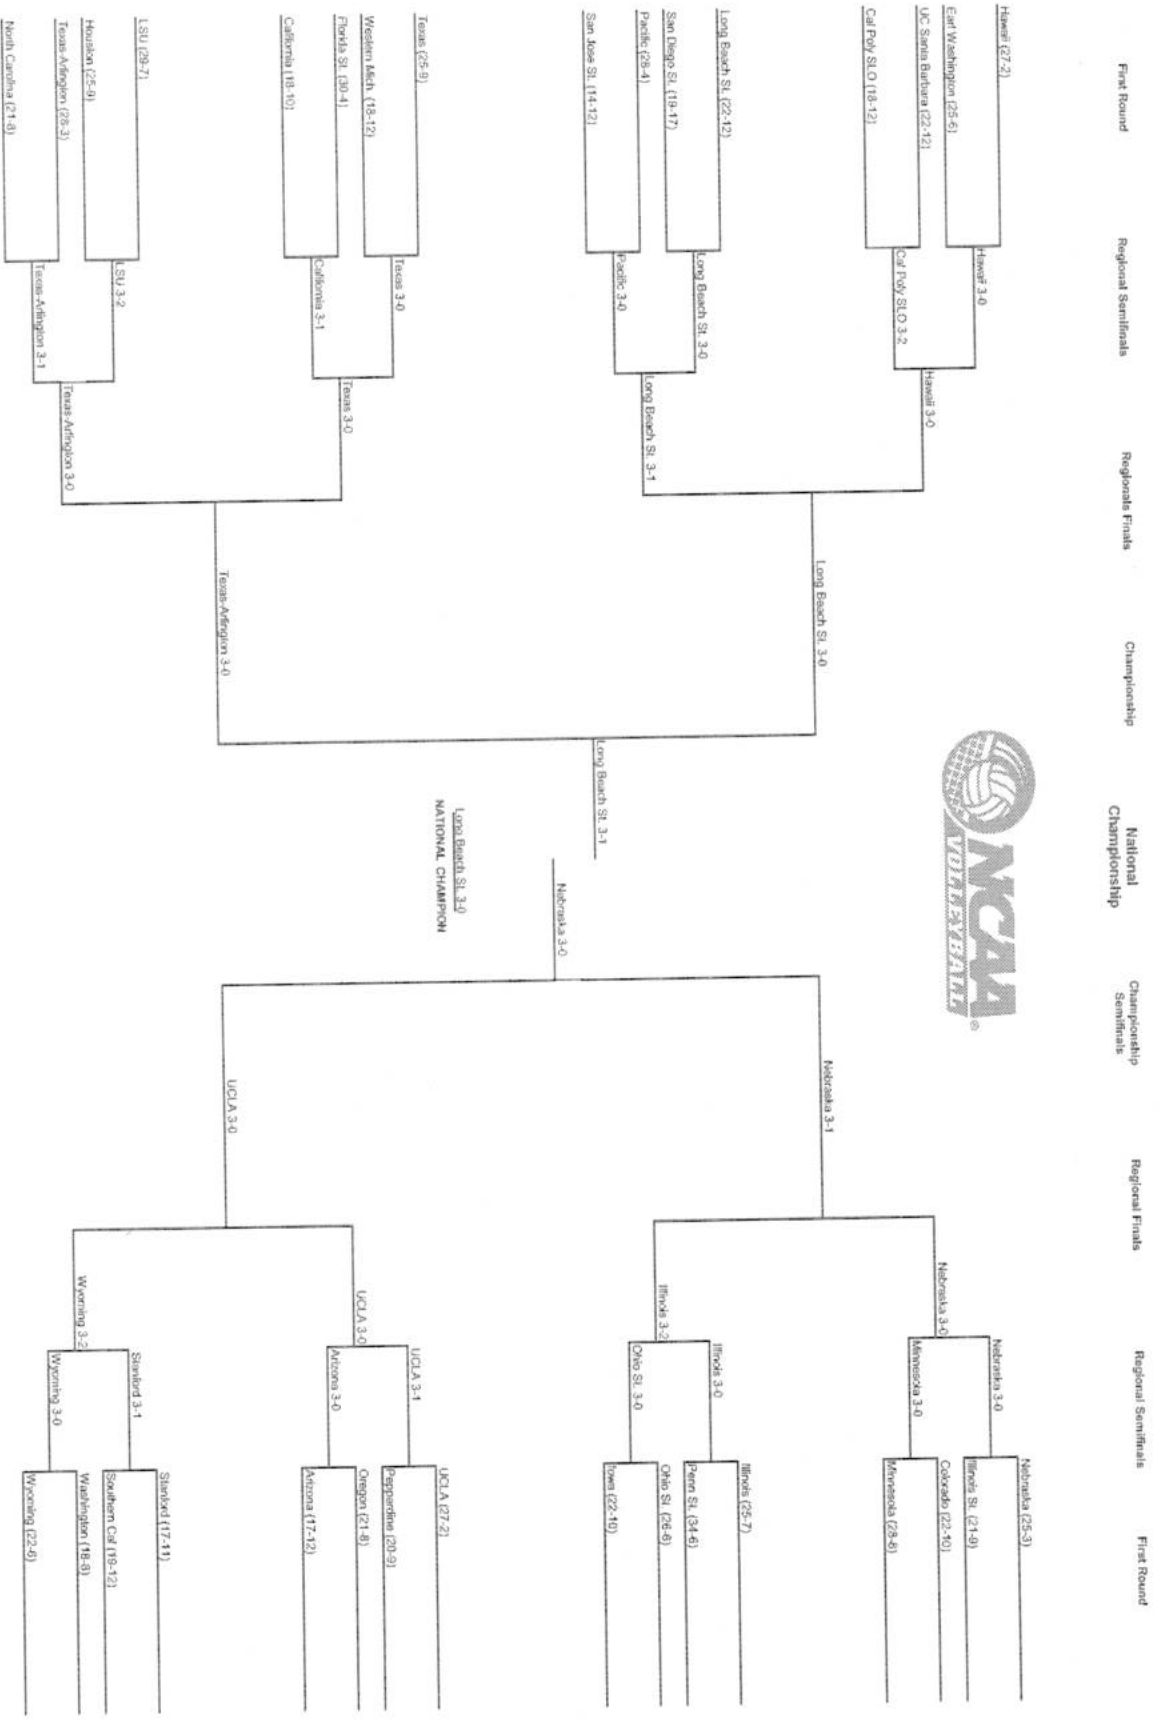 First Round
Regional Semifinals
Regionals Finals
Championship
National
Championship
Championship
Semifinals
Regional Finals
Regional Semifinals
First Round
Hawaii (27-2)
East Washington (25-6)
UC Santa Barbara (22-12)
Cal Poly SLO (18-12)
Long Beach St. (22-12)
San Diego St. (19-17)
Pacific (28-4)
San Jose St. (14-12)
Texas (25-9)
Western Mich. (18-12)
Florida St. (30-4)
California (18-10)
LSU (29-7)
Houston (25-9)
Texas-Arlington (28-3)
North Carolina (21-8)
Hawaii 3-0
Cal Poly SLO 3-2
Long Beach St. 3-0
Pacific 3-0
Texas 3-0
California 3-1
LSU 3-2
Texas-Arlington 3-1
Hawaii 3-0
Long Beach St. 3-1
Texas 3-0
Texas-Arlington 3-0
Long Beach St. 3-0
Texas-Arlington 3-0
Long Beach St. 3-1
NCAA
VOLLEYBALL
®
Long Beach St. 3-0
NATIONAL CHAMPION
Nebraska 3-0
Nebraska 3-1
UCLA 3-0
Nebraska 3-0
Illinois 3-2
UCLA 3-0
Wyoming 3-2
Nebraska 3-0
Minnesota 3-0
Illinois 3-0
Ohio St. 3-0
UCLA 3-1
Arizona 3-0
Stanford 3-1
Wyoming 3-0
Nebraska (25-3)
Illinois St. (21-9)
Colorado (22-10)
Minnesota (28-8)
Illinois (25-7)
Penn St. (34-6)
Ohio St. (26-6)
Iowa (22-10)
UCLA (27-2)
Pepperdine (20-9)
Oregon (21-8)
Arizona (17-12)
Stanford (17-11)
Southern Cal (19-12)
Washington (18-8)
Wyoming (22-6)